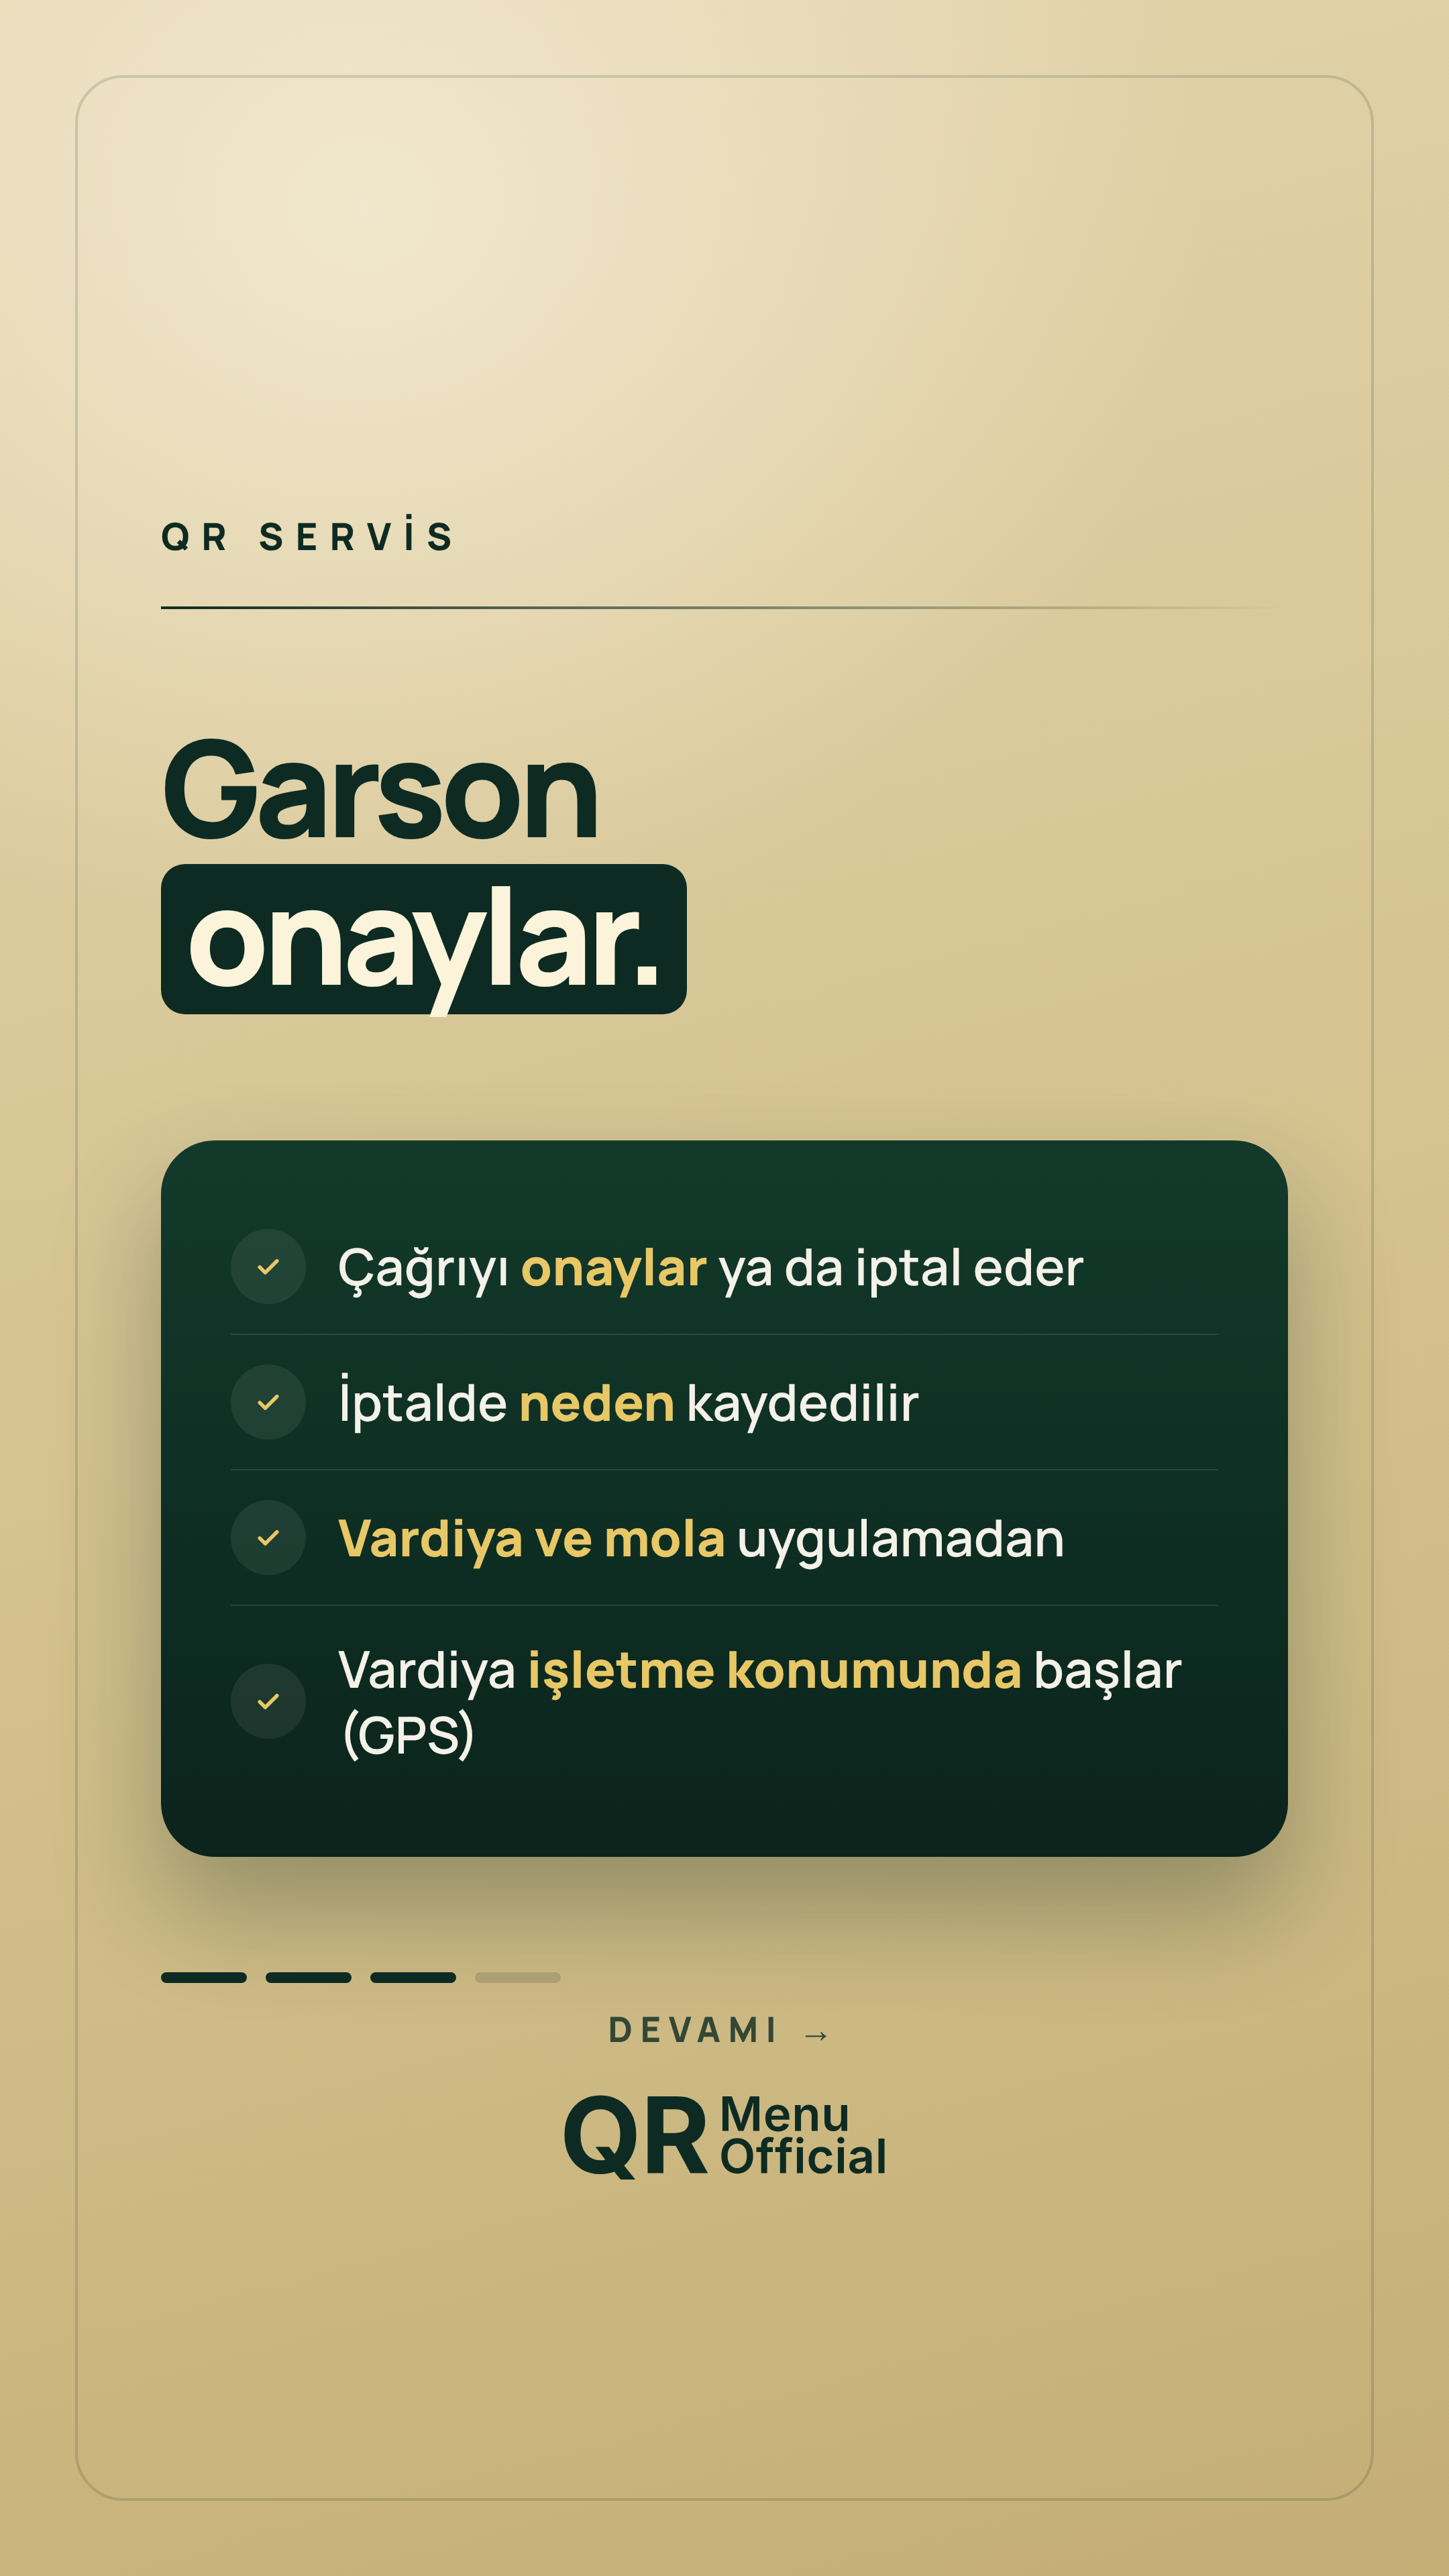 QR SERVİS
Garson
onaylar.
Çağrıyı onaylar ya da iptal eder
İptalde neden kaydedilir
Vardiya ve mola uygulamadan
Vardiya işletme konumunda başlar
(GPS)
DEVAMI →
QR Menu
Official